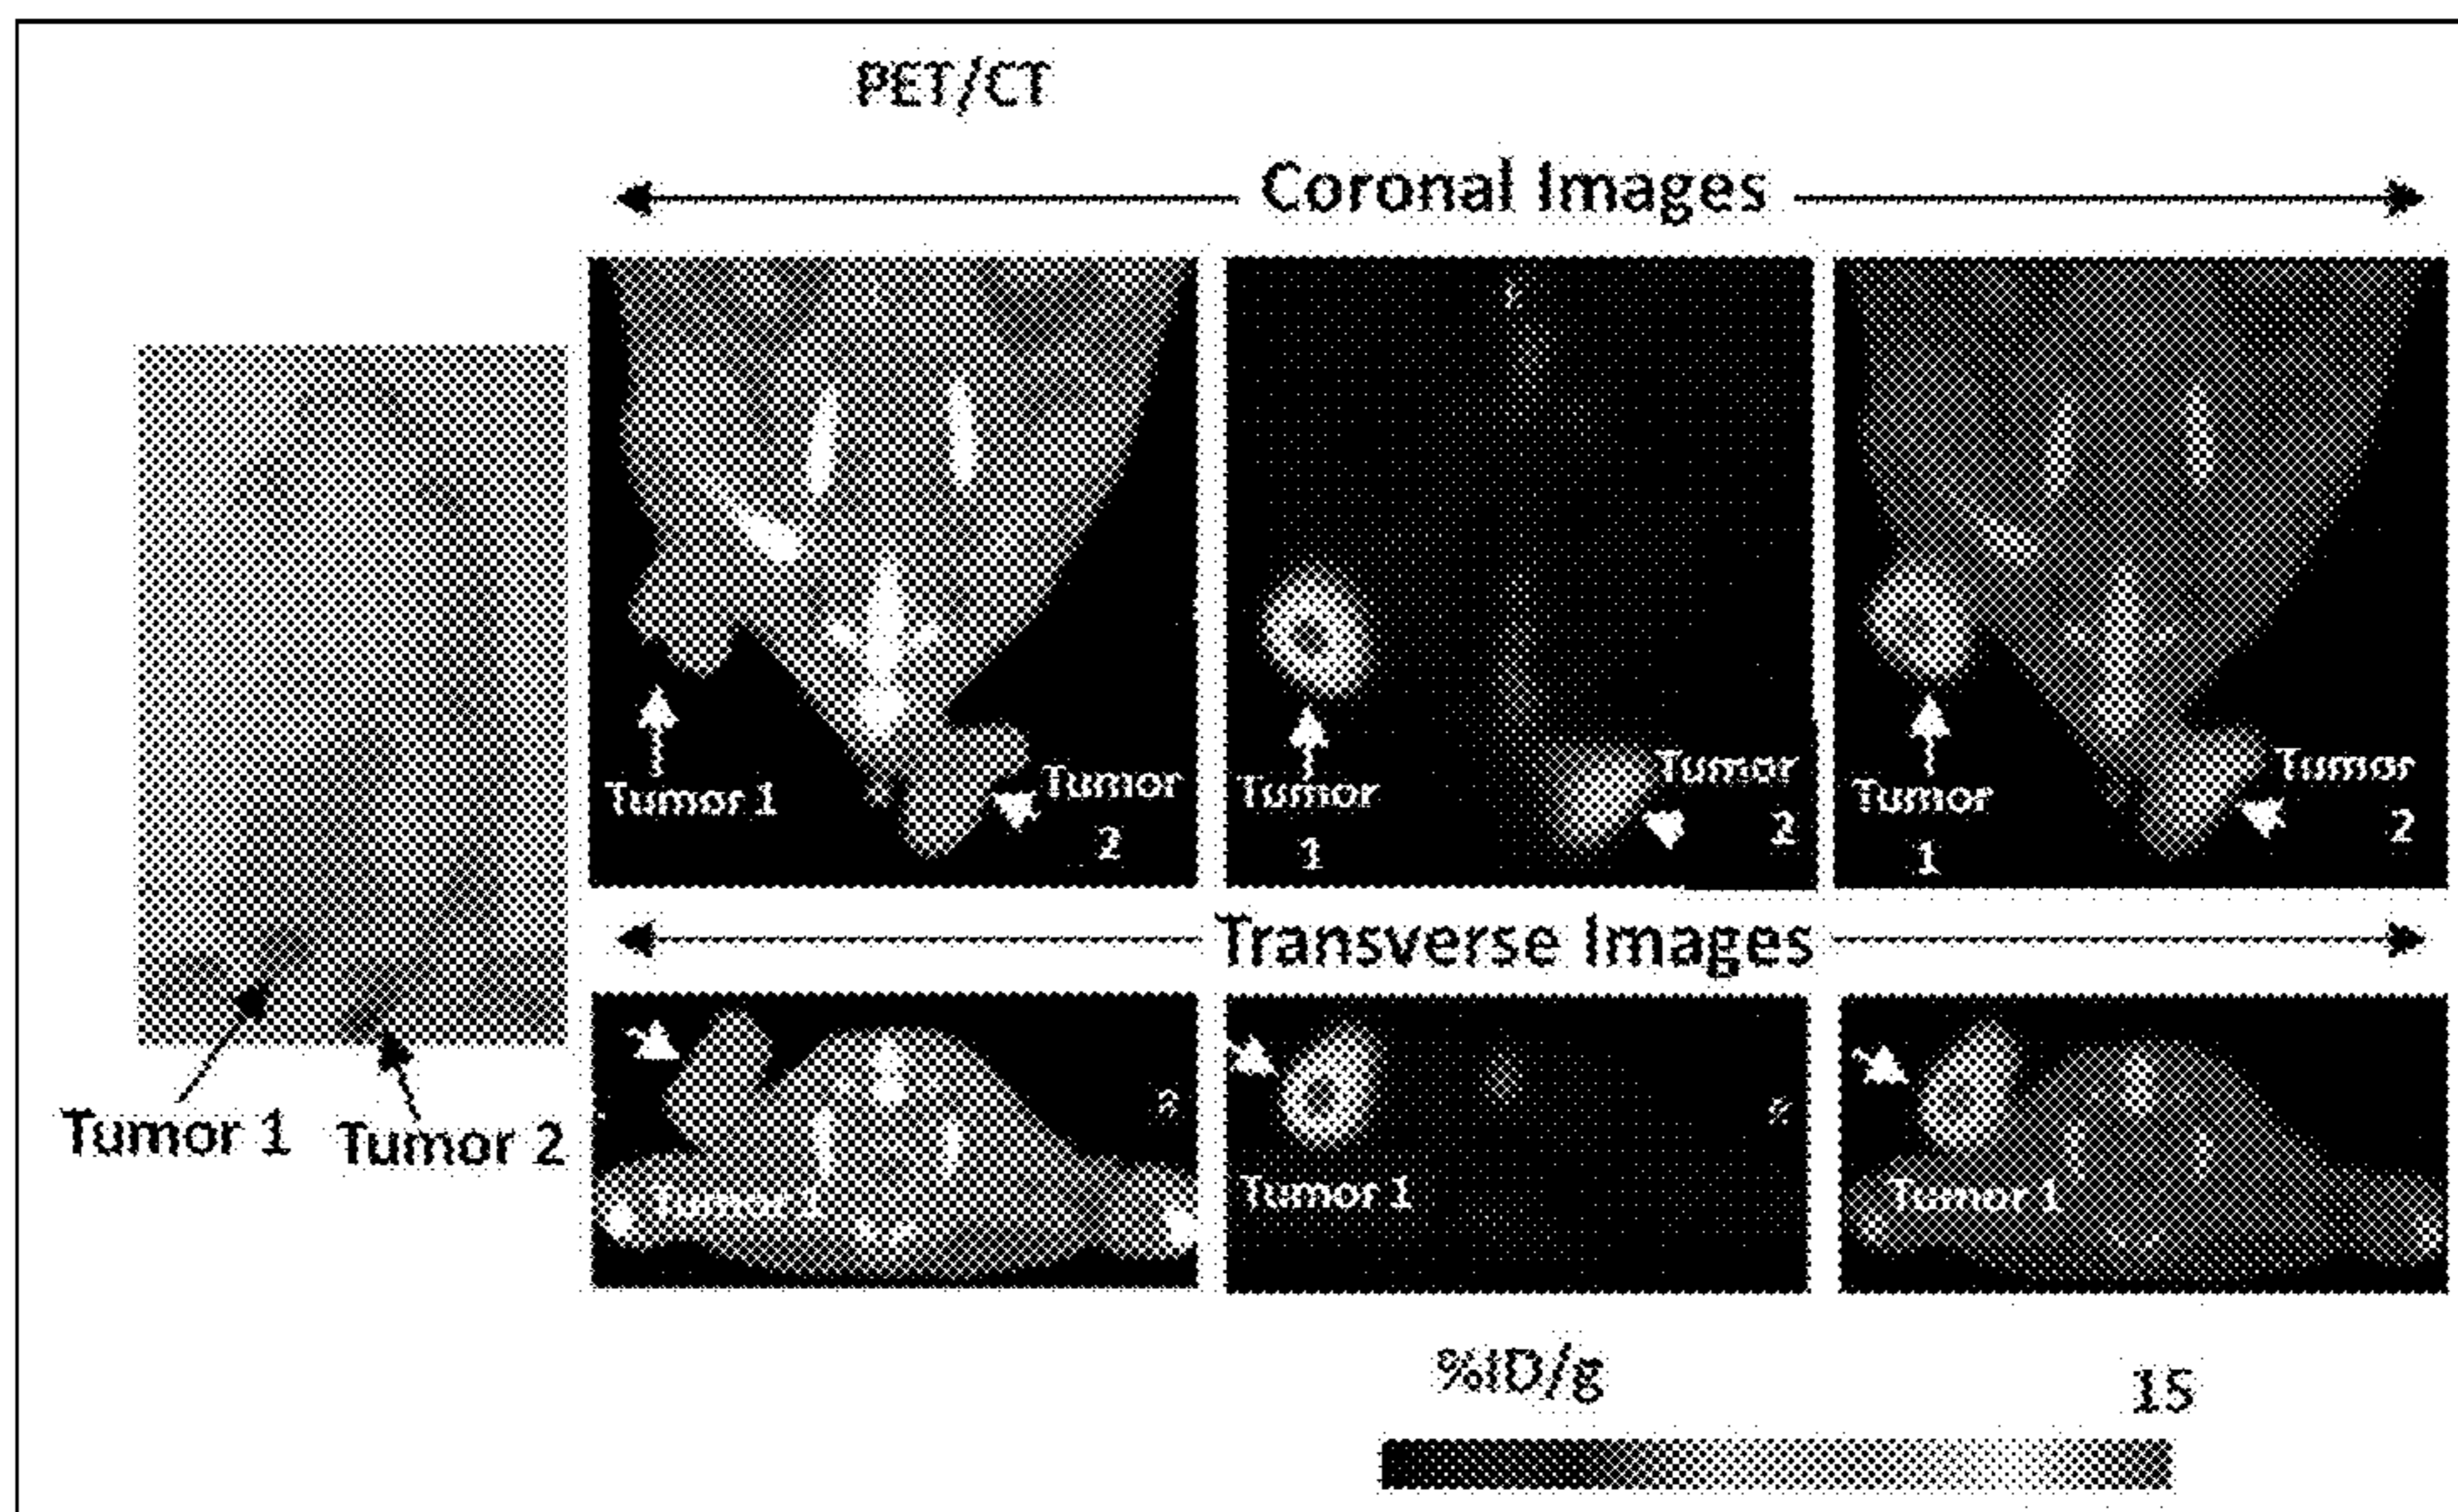 PET/CT
Coronal Images
Tumor 1
Tumor
2
Tumor
1
Tumor
2
Tumor
1
Tumor
2
Transverse Images
Tumor 1
Tumor 1
Tumor 1
Tumor 1
Tumor 2
%ID/g
15